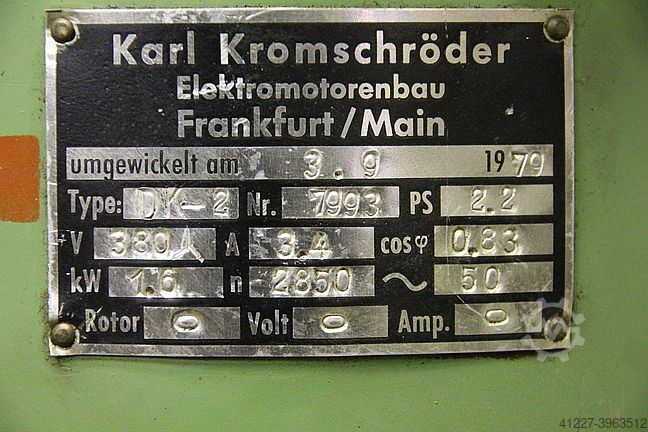 Karl Kromschröder
Elektromotorenbau
Frankfurt/Main
umgewickelt am 3.9 1979
Type: DK-2 Nr. 7993 PS 2.2
V 380 A 3.4 cos φ 0.83
kW 1.6 n 2850 ~ 50
Rotor 0 Volt 0 Amp. 0
41227-3963512